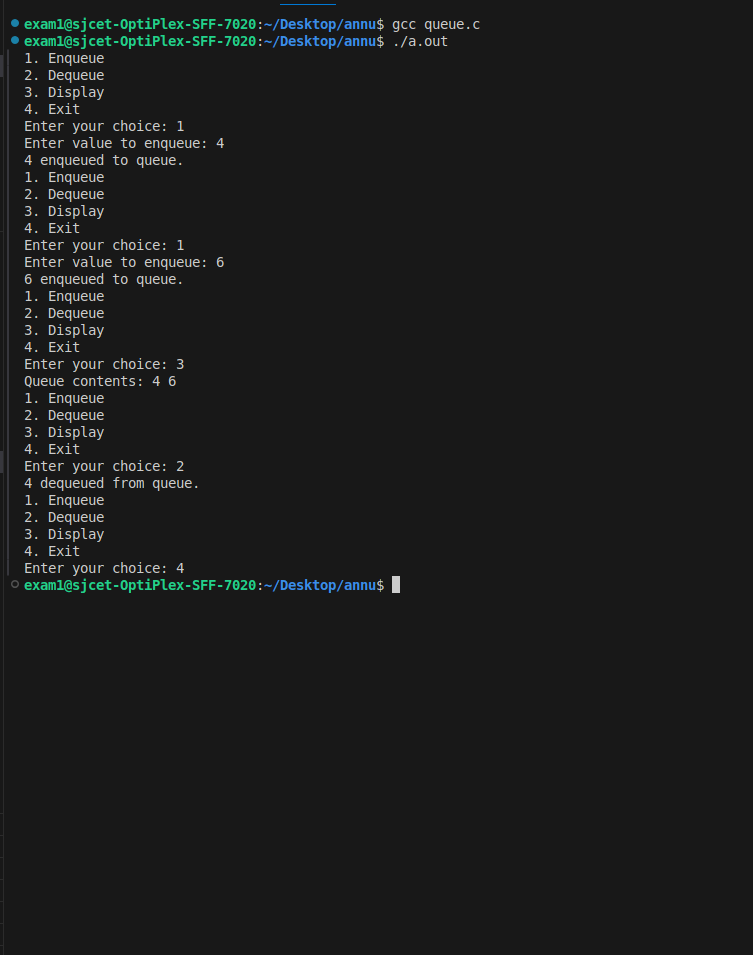 exam1@sjcet-OptiPlex-SFF-7020:~/Desktop/annu$ gcc queue.c
exam1@sjcet-OptiPlex-SFF-7020:~/Desktop/annu$ ./a.out
1. Enqueue
2. Dequeue
3. Display
4. Exit
Enter your choice: 1
Enter value to enqueue: 4
4 enqueued to queue.
1. Enqueue
2. Dequeue
3. Display
4. Exit
Enter your choice: 1
Enter value to enqueue: 6
6 enqueued to queue.
1. Enqueue
2. Dequeue
3. Display
4. Exit
Enter your choice: 3
Queue contents: 4 6
1. Enqueue
2. Dequeue
3. Display
4. Exit
Enter your choice: 2
4 dequeued from queue.
1. Enqueue
2. Dequeue
3. Display
4. Exit
Enter your choice: 4
exam1@sjcet-OptiPlex-SFF-7020:~/Desktop/annu$